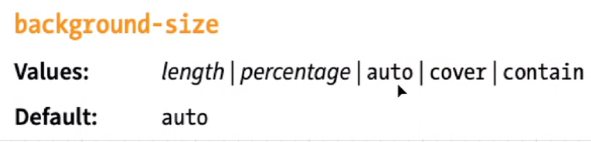 background-size
Values: length | percentage | auto | cover | contain
Default: auto